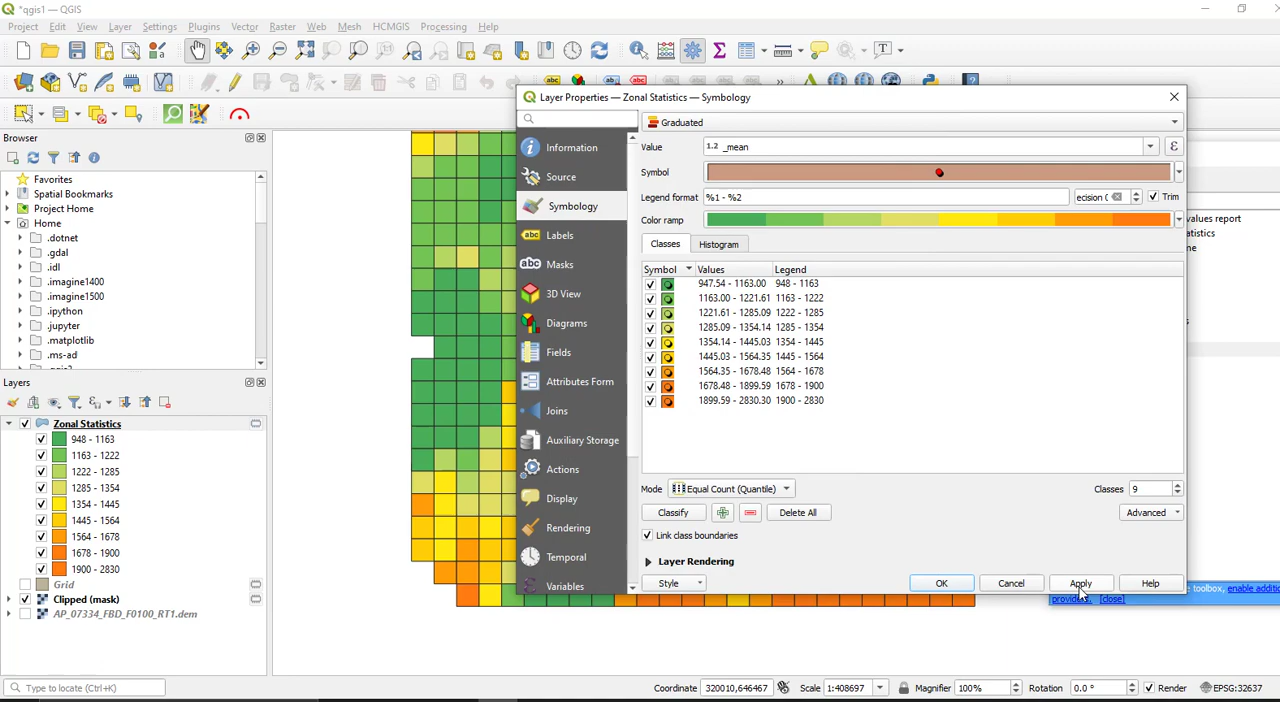 *qgis1 — QGIS
Project Edit View Layer Settings Plugins Vector Raster Web Mesh HCMGIS Processing Help
Browser
Favorites
Spatial Bookmarks
Project Home
Home
.dotnet
.gdal
.idl
.imagine1400
.imagine1500
.ipython
.jupyter
.matplotlib
.ms-ad
Layers
Zonal Statistics
948 - 1163
1163 - 1222
1222 - 1285
1285 - 1354
1354 - 1445
1445 - 1564
1564 - 1678
1678 - 1900
1900 - 2830
Grid
Clipped (mask)
AP_07334_FBD_F0100_RT1.dem
Layer Properties — Zonal Statistics — Symbology
Information
Source
Symbology
Labels
Masks
3D View
Diagrams
Fields
Attributes Form
Joins
Auxiliary Storage
Actions
Display
Rendering
Temporal
Variables
Graduated
Value 1.2 _mean
Symbol
Legend format %1 - %2 ecision ( Trim
Color ramp
Classes Histogram
Symbol Values Legend
947.54 - 1163.00 948 - 1163
1163.00 - 1221.61 1163 - 1222
1221.61 - 1285.09 1222 - 1285
1285.09 - 1354.14 1285 - 1354
1354.14 - 1445.03 1354 - 1445
1445.03 - 1564.35 1445 - 1564
1564.35 - 1678.48 1564 - 1678
1678.48 - 1899.59 1678 - 1900
1899.59 - 2830.30 1900 - 2830
Mode Equal Count (Quantile) Classes 9
Classify Delete All Advanced
Link class boundaries
Layer Rendering
Style OK Cancel Apply Help
values report
tistics
toolbox, enable additio
[close]
Type to locate (Ctrl+K)
Coordinate 320010,646467 Scale 1:408697 Magnifier 100% Rotation 0.0 ° Render EPSG:32637